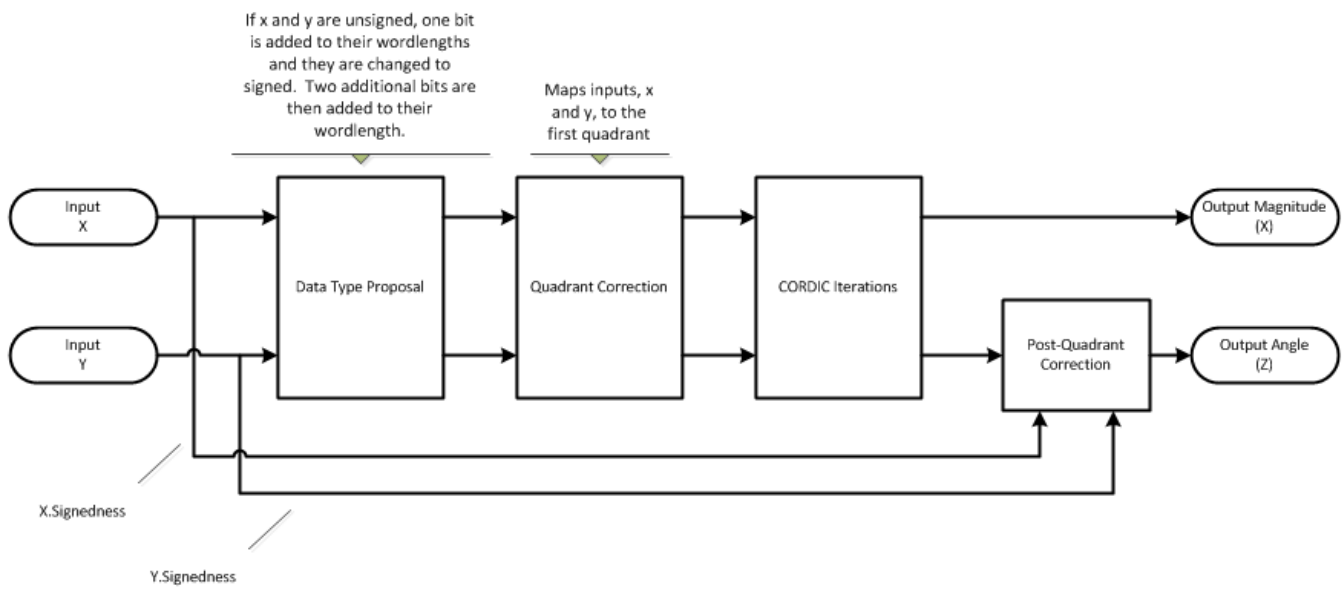 If x and y are unsigned, one bit
is added to their wordlengths
and they are changed to
signed.  Two additional bits are
then added to their
wordlength.
Maps inputs, x
and y, to the
first quadrant
Input
X
Output Magnitude
(X)
Data Type Proposal
Quadrant Correction
CORDIC Iterations
Input
Y
Post-Quadrant
Correction
Output Angle
(Z)
X.Signedness
Y.Signedness